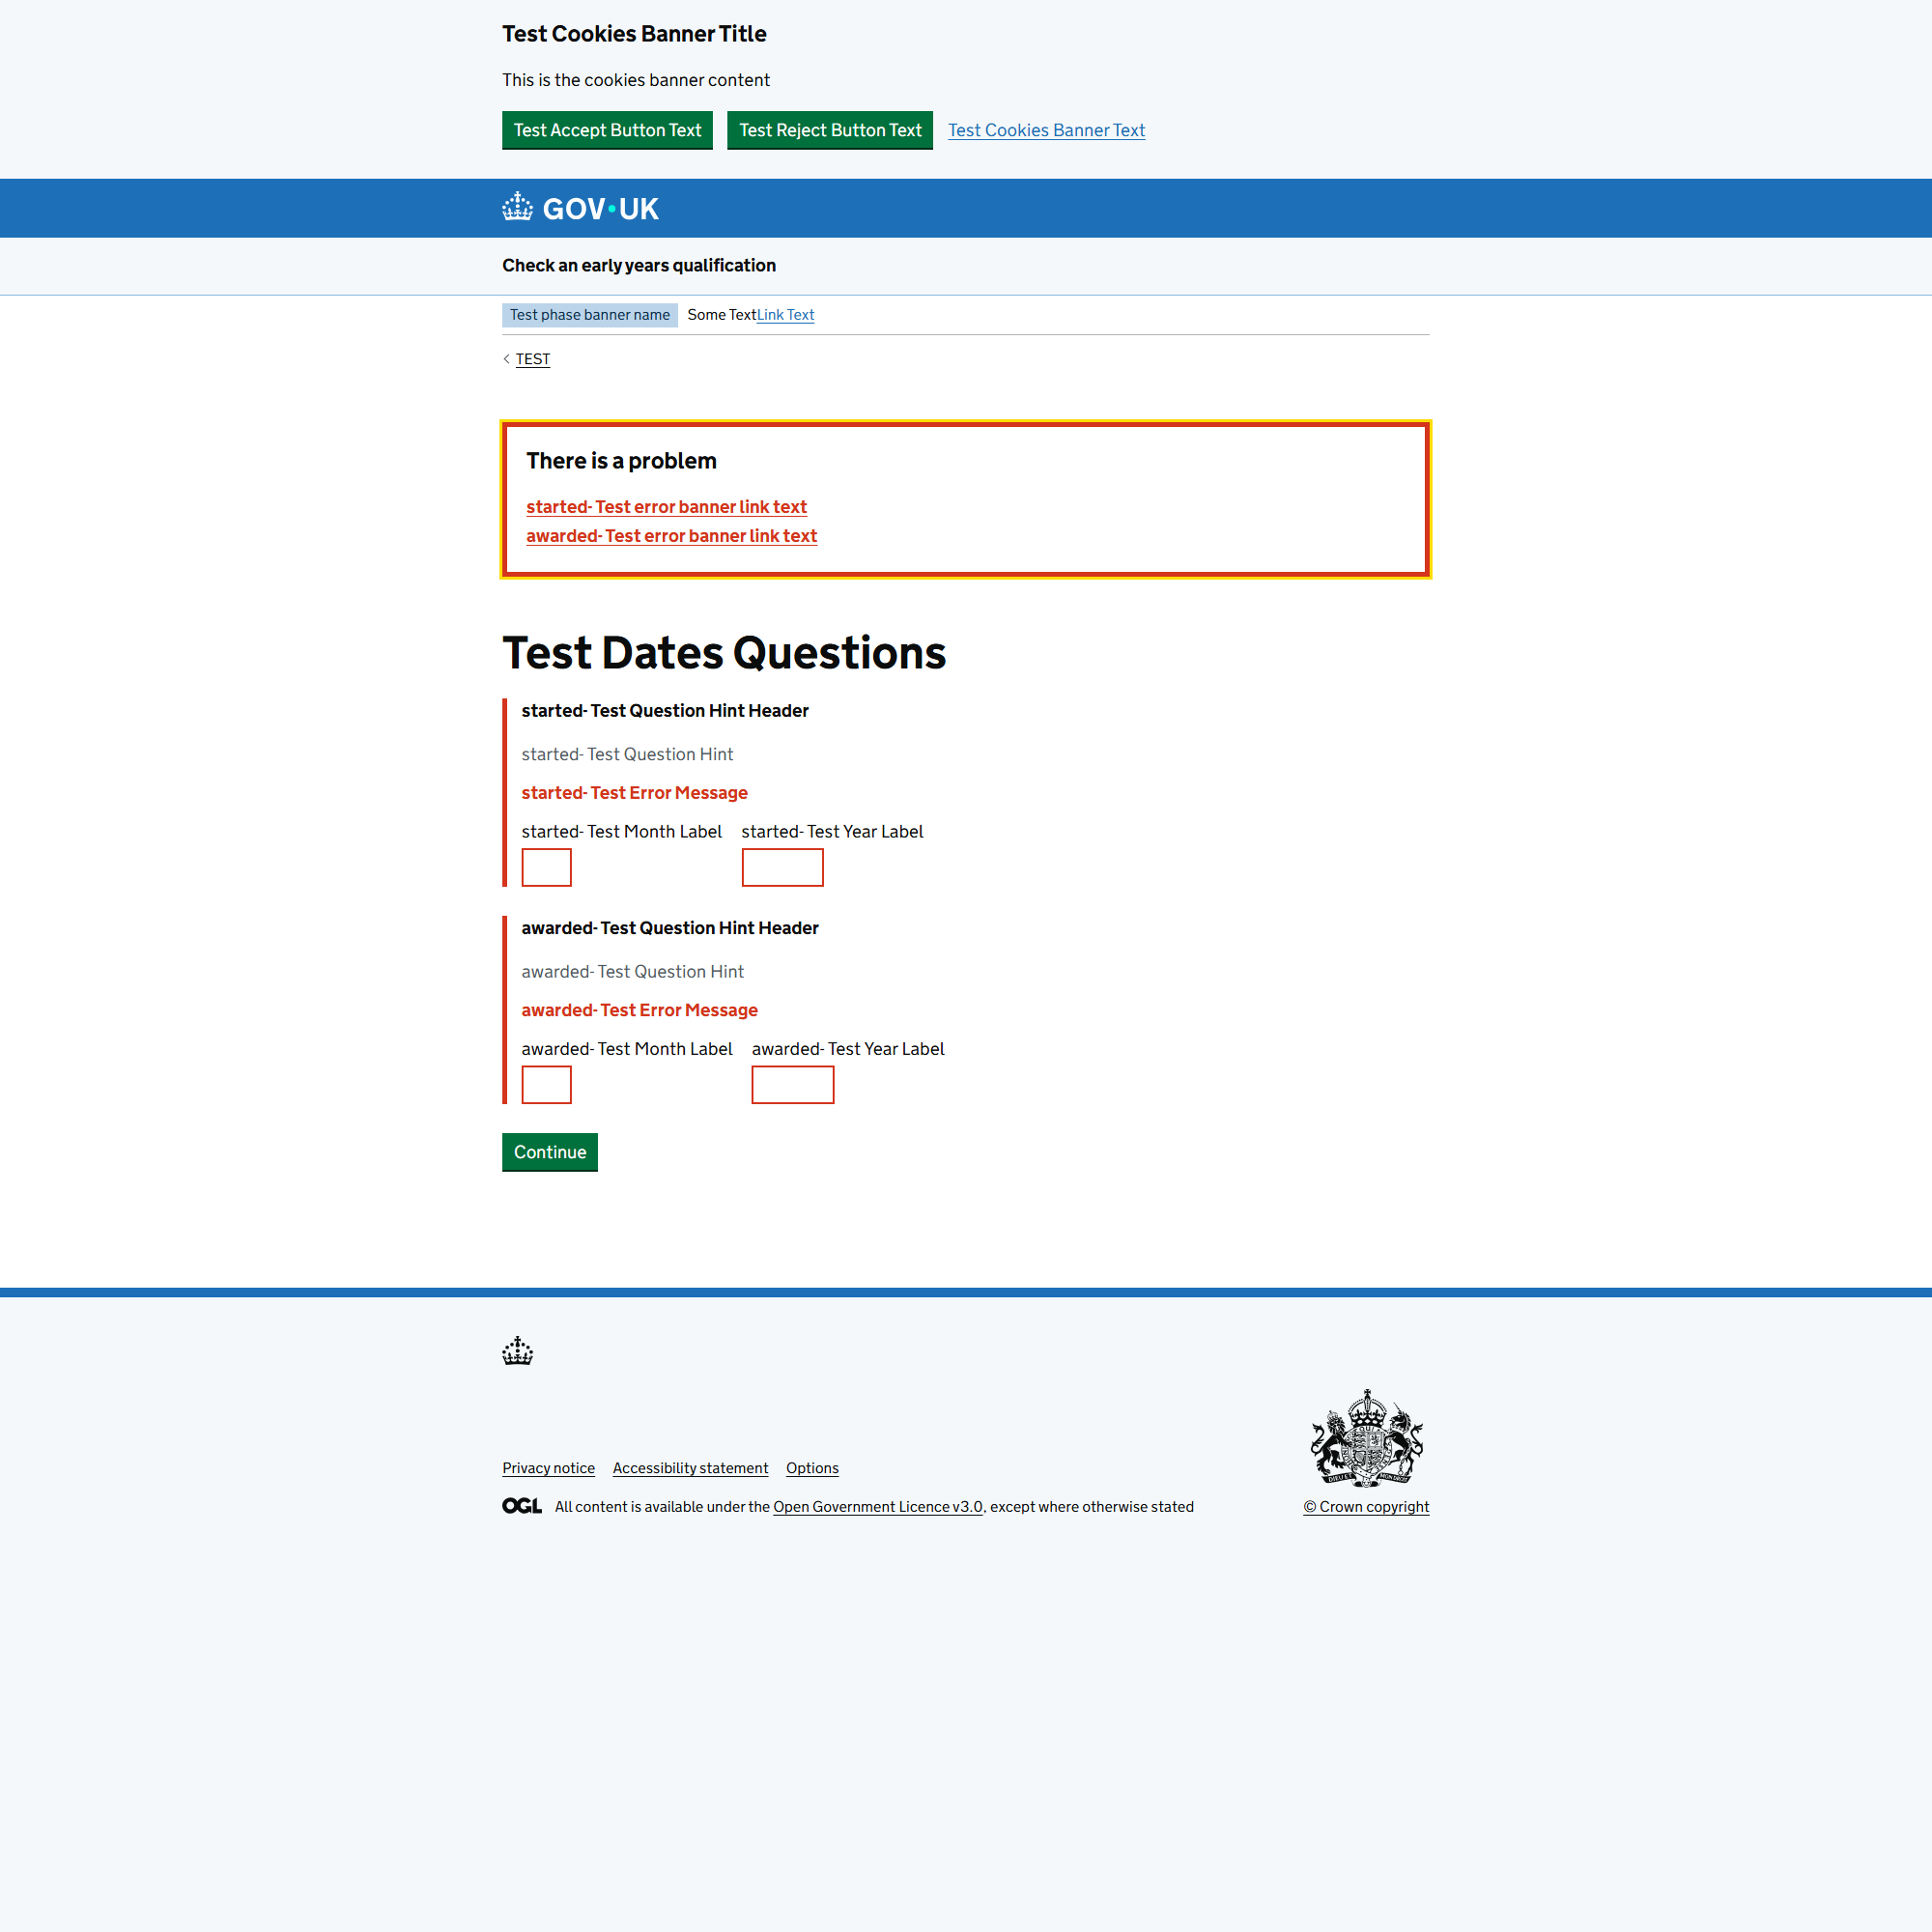 Test Cookies Banner Title
This is the cookies banner content
Test Accept Button Text Test Reject Button Text Test Cookies Banner Text
GOV·UK
Check an early years qualification
Test phase banner name Some TextLink Text
TEST
There is a problem
started- Test error banner link text
awarded- Test error banner link text
Test Dates Questions
started- Test Question Hint Header
started- Test Question Hint
started- Test Error Message
started- Test Month Label started- Test Year Label
awarded- Test Question Hint Header
awarded- Test Question Hint
awarded- Test Error Message
awarded- Test Month Label awarded- Test Year Label
Continue
Privacy notice Accessibility statement Options
OGL All content is available under the Open Government Licence v3.0, except where otherwise stated
© Crown copyright